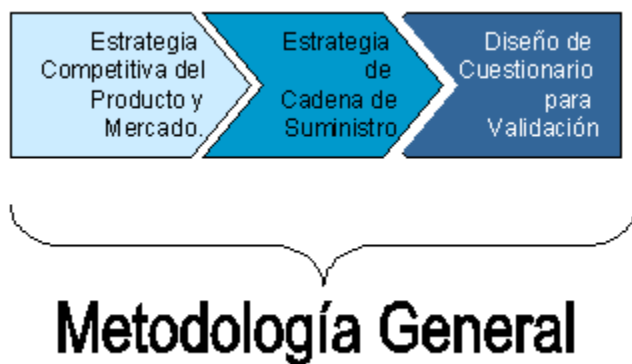 Estrategia
Competitiva del
Producto y
Mercado.
Estrategia
de
Cadena de
Suministro
Diseño de
Cuestionario
para
Validación
Metodología General